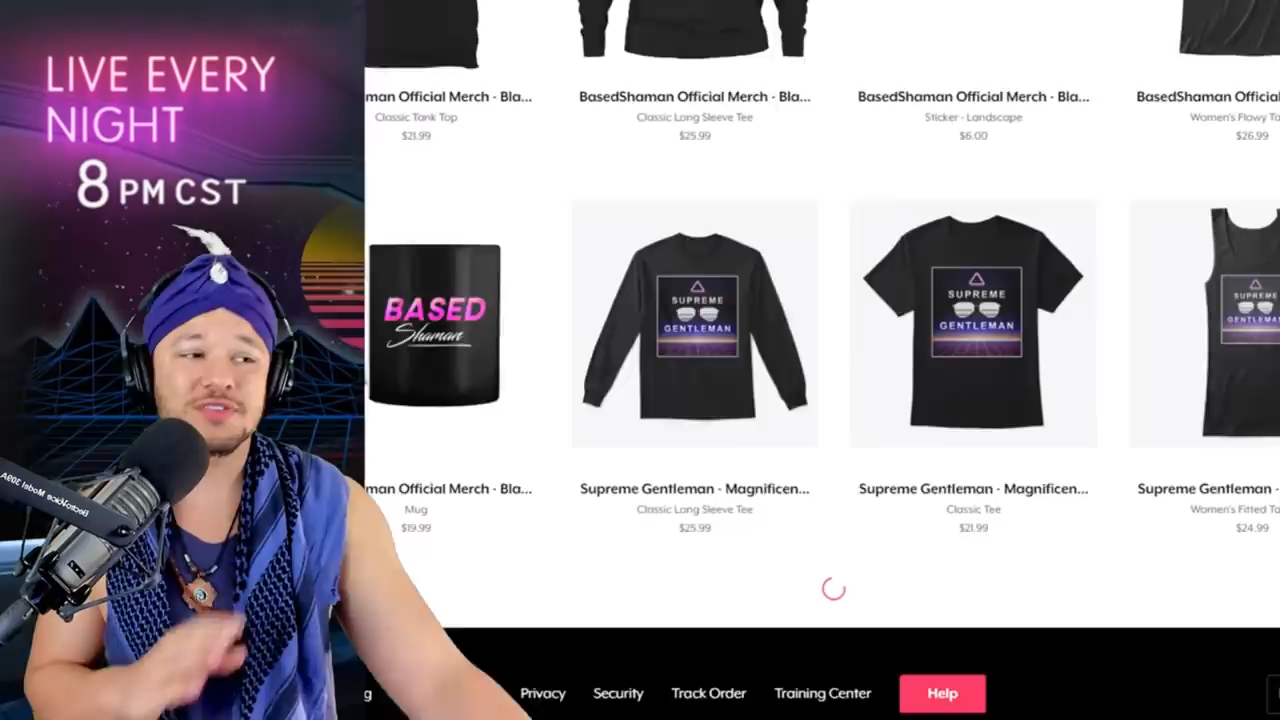 LIVE EVERY
NIGHT
8 PM CST
man Official Merch - Bla...
Classic Tank Top
$21.99
BasedShaman Official Merch - Bla...
Classic Long Sleeve Tee
$25.99
BasedShaman Official Merch - Bla...
Sticker - Landscape
$6.00
BasedShaman Official
Women's Flowy Ta
$26.99
BASED
Shaman
SUPREME
GENTLEMAN
SUPREME
GENTLEMAN
SUPREME
GENTLEMAN
man Official Merch - Bla...
Mug
$19.99
Supreme Gentleman - Magnificen...
Classic Long Sleeve Tee
$25.99
Supreme Gentleman - Magnificen...
Classic Tee
$21.99
Supreme Gentleman -
Women's Fitted Ta
$24.99
g
Privacy
Security
Track Order
Training Center
Help